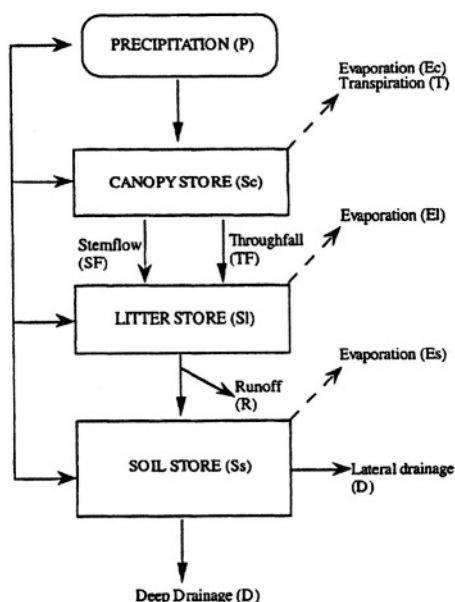 PRECIPITATION (P)
Evaporation (Ec)
Transpiration (T)
CANOPY STORE (Sc)
Evaporation (El)
Stemflow
(SF)
Throughfall
(TF)
LITTER STORE (Sl)
Evaporation (Es)
Runoff
(R)
SOIL STORE (Ss)
Lateral drainage
(D)
Deep Drainage (D)